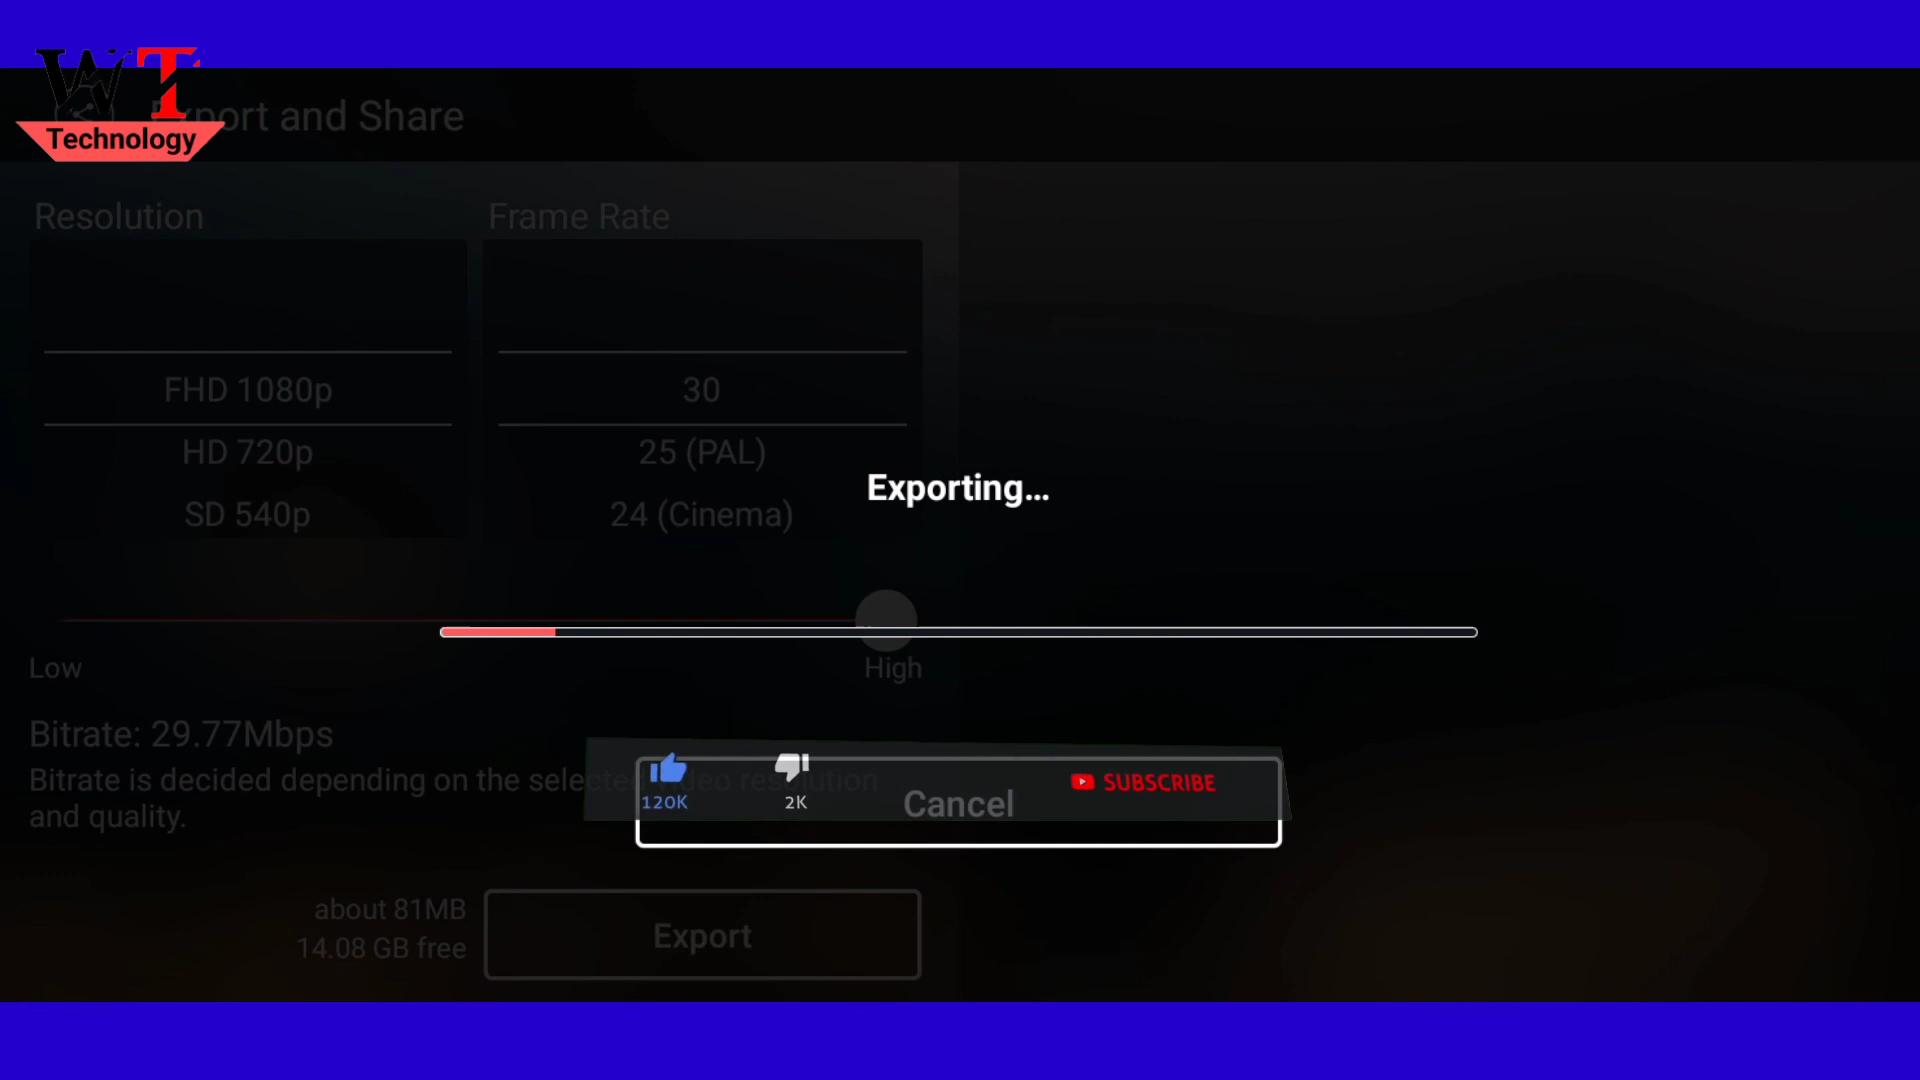 WT
Technology
Export and Share
Resolution
Frame Rate
FHD 1080p
30
HD 720p
25 (PAL)
SD 540p
24 (Cinema)
Exporting...
Low
High
Bitrate: 29.77Mbps
Bitrate is decided depending on the selected video resolution
and quality.
120K
2K
Cancel
SUBSCRIBE
about 81MB
14.08 GB free
Export